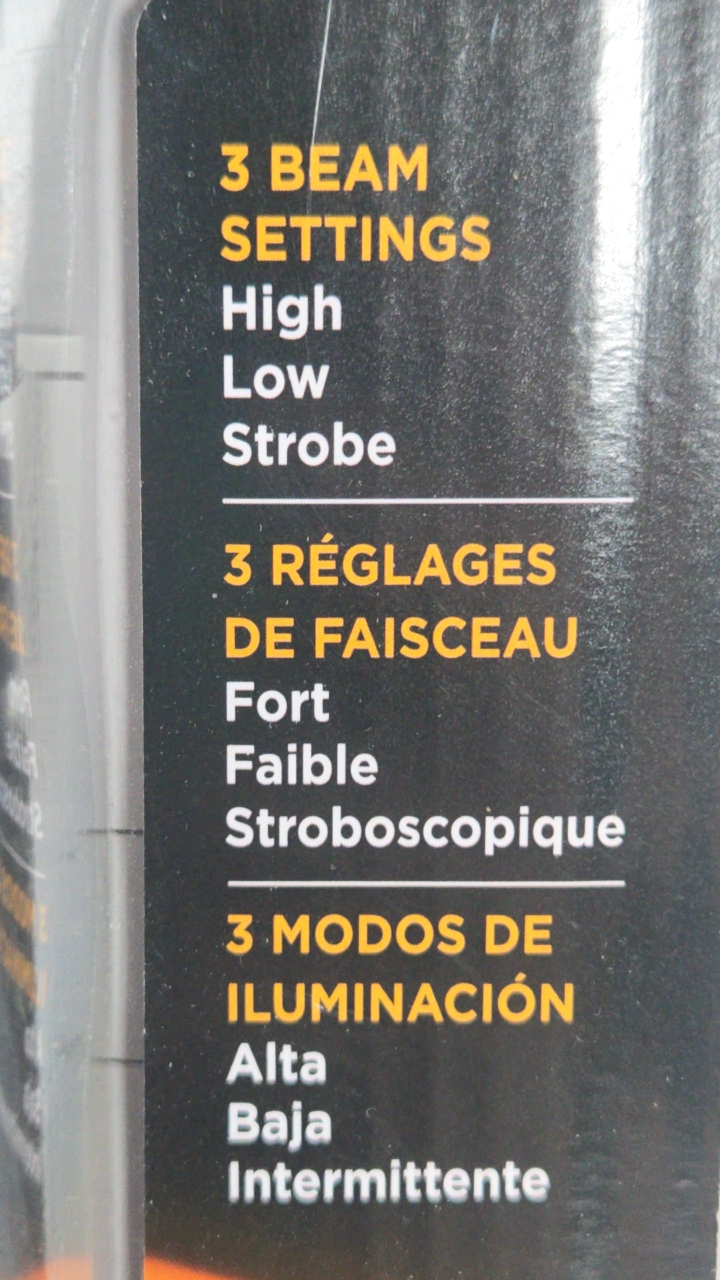 3 BEAM
SETTINGS
High
Low
Strobe
3 RÉGLAGES
DE FAISCEAU
Fort
Faible
Stroboscopique
3 MODOS DE
ILUMINACIÓN
Alta
Baja
Intermittente